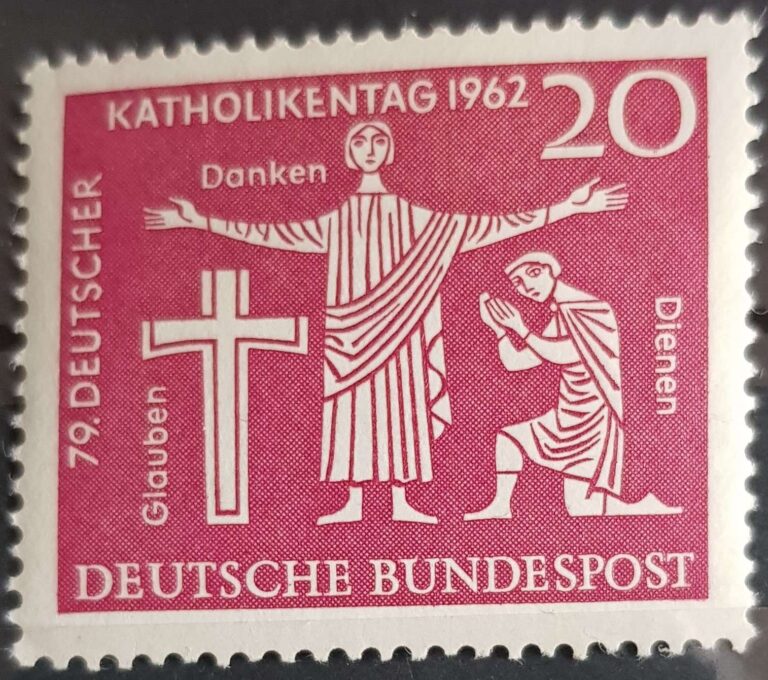 79. DEUTSCHER
KATHOLIKENTAG 1962
20
Danken
Glauben
Dienen
DEUTSCHE BUNDESPOST